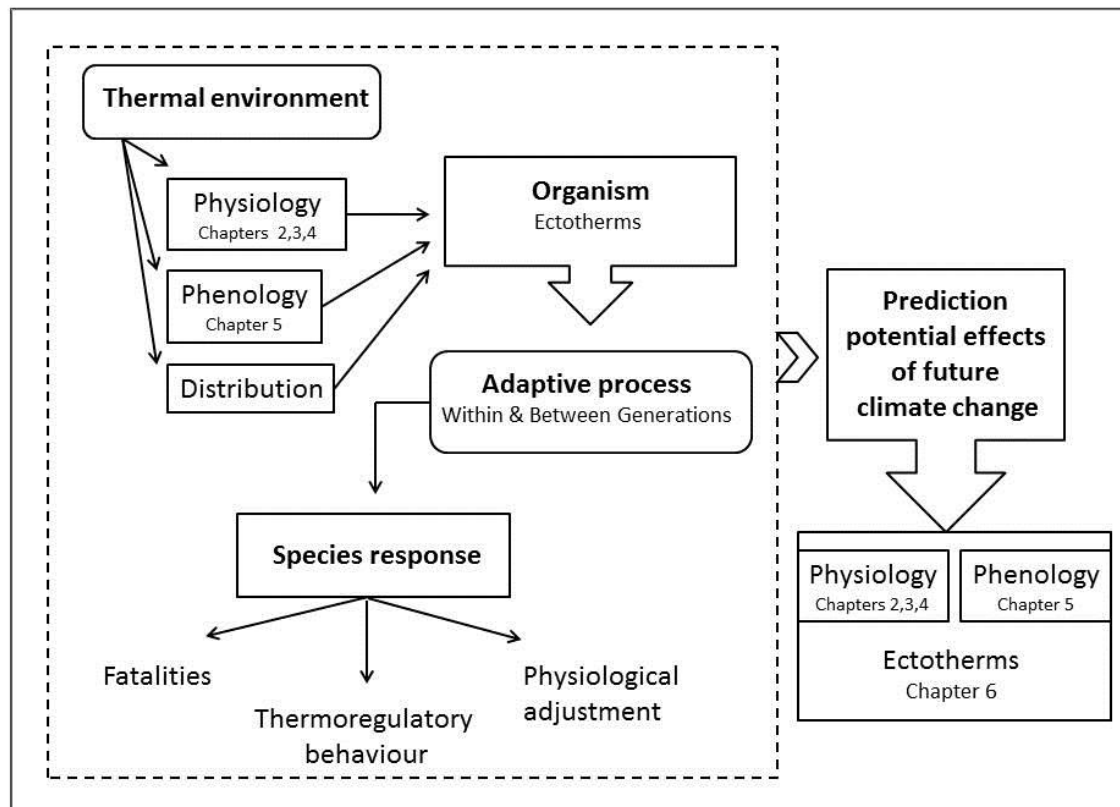 Thermal environment
Physiology
Chapters 2,3,4
Phenology
Chapter 5
Distribution
Organism
Ectotherms
Adaptive process
Within & Between Generations
Species response
Fatalities
Thermoregulatory
behaviour
Physiological
adjustment
Prediction
potential effects
of future
climate change
Physiology
Chapters 2,3,4
Phenology
Chapter 5
Ectotherms
Chapter 6